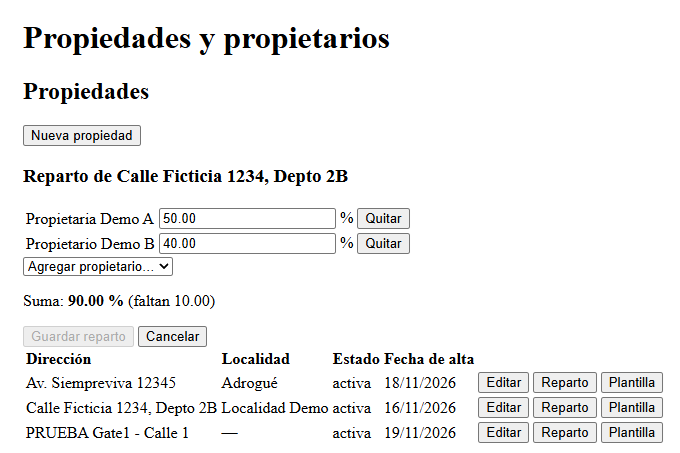 Propiedades y propietarios
Propiedades
Nueva propiedad
Reparto de Calle Ficticia 1234, Depto 2B
Propietaria Demo A 50.00 % Quitar
Propietario Demo B 40.00 % Quitar
Agregar propietario...
Suma: 90.00 % (faltan 10.00)
Guardar reparto Cancelar
Dirección Localidad Estado Fecha de alta
Av. Siempreviva 12345 Adrogué activa 18/11/2026 Editar Reparto Plantilla
Calle Ficticia 1234, Depto 2B Localidad Demo activa 16/11/2026 Editar Reparto Plantilla
PRUEBA Gate1 - Calle 1 — activa 19/11/2026 Editar Reparto Plantilla